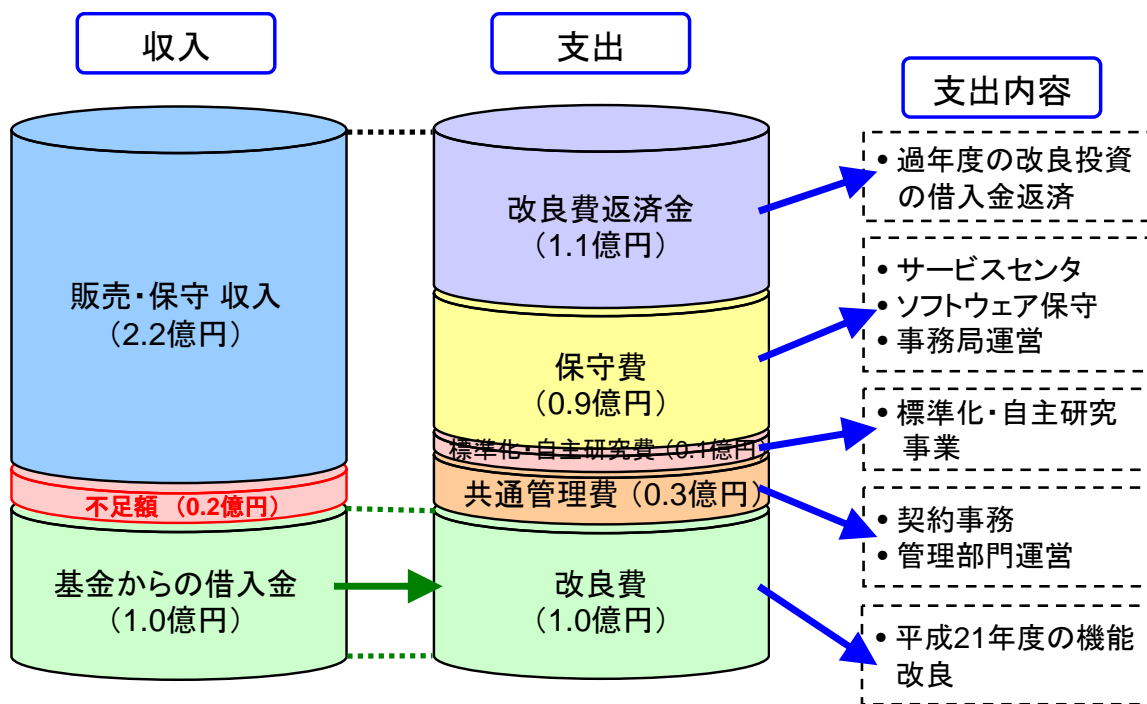 収入
販売・保守 収入
（2.2億円）
不足額 （0.2億円）
基金からの借入金
（1.0億円）
支出
改良費返済金
（1.1億円）
保守費
（0.9億円）
標準化・自主研究費（0.1億円）
共通管理費（0.3億円）
改良費
（1.0億円）
支出内容
• 過年度の改良投資
の借入金返済
• サービスセンタ
• ソフトウェア保守
• 事務局運営
• 標準化・自主研究
事業
• 契約事務
• 管理部門運営
• 平成21年度の機能
改良